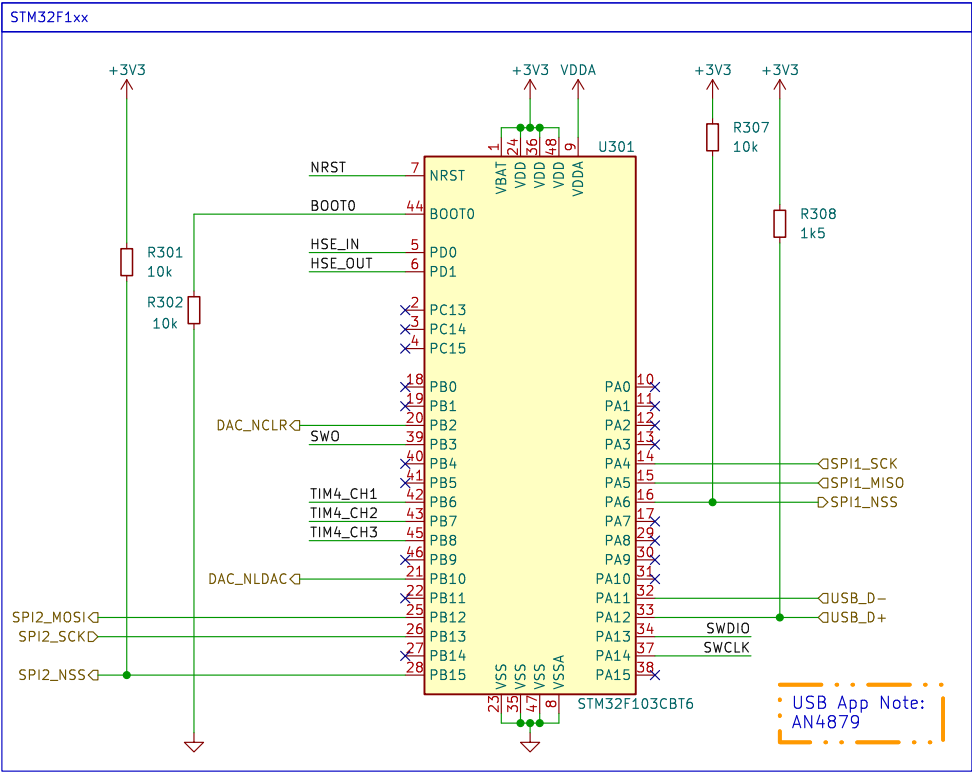 STM32F1xx
+3V3
+3V3
VDDA
+3V3
+3V3
R307
10k
U301
1
24
36
48
9
VBAT
VDD
VDD
VDD
VDDA
NRST
7
NRST
BOOT0
44
BOOT0
R308
1k5
HSE_IN
5
PD0
HSE_OUT
6
PD1
R301
10k
R302
10k
2
PC13
3
PC14
4
PC15
18
PB0
PA0
10
19
PB1
PA1
11
DAC_NCLR
20
PB2
PA2
12
SWO
39
PB3
PA3
13
40
PB4
PA4
14
SPI1_SCK
41
PB5
PA5
15
SPI1_MISO
TIM4_CH1
42
PB6
PA6
16
SPI1_NSS
TIM4_CH2
43
PB7
PA7
17
TIM4_CH3
45
PB8
PA8
29
46
PB9
PA9
30
DAC_NLDAC
21
PB10
PA10
31
22
PB11
PA11
32
USB_D-
SPI2_MOSI
25
PB12
PA12
33
USB_D+
SPI2_SCK
26
PB13
PA13
34
SWDIO
27
PB14
PA14
37
SWCLK
SPI2_NSS
28
PB15
PA15
38
VSS
VSS
VSS
VSSA
23
35
47
8
STM32F103CBT6
USB App Note:
AN4879